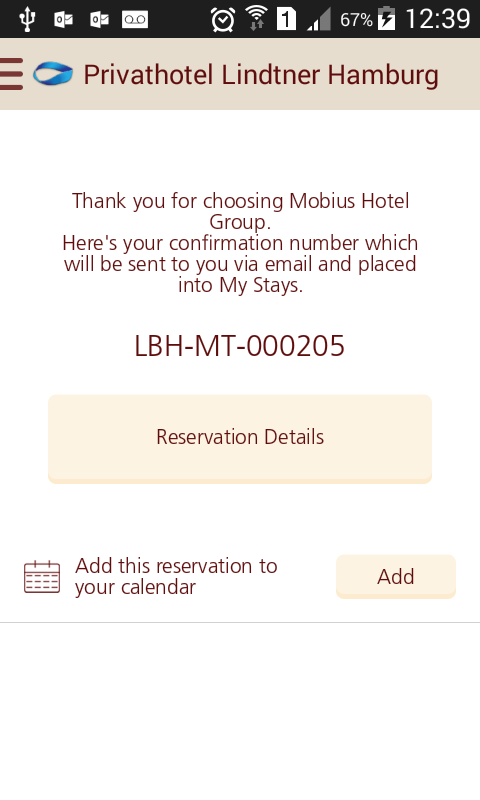 1 67% 12:39
Privathotel Lindtner Hamburg
Thank you for choosing Mobius Hotel
Group.
Here's your confirmation number which
will be sent to you via email and placed
into My Stays.
LBH-MT-000205
Reservation Details
Add this reservation to
your calendar
Add